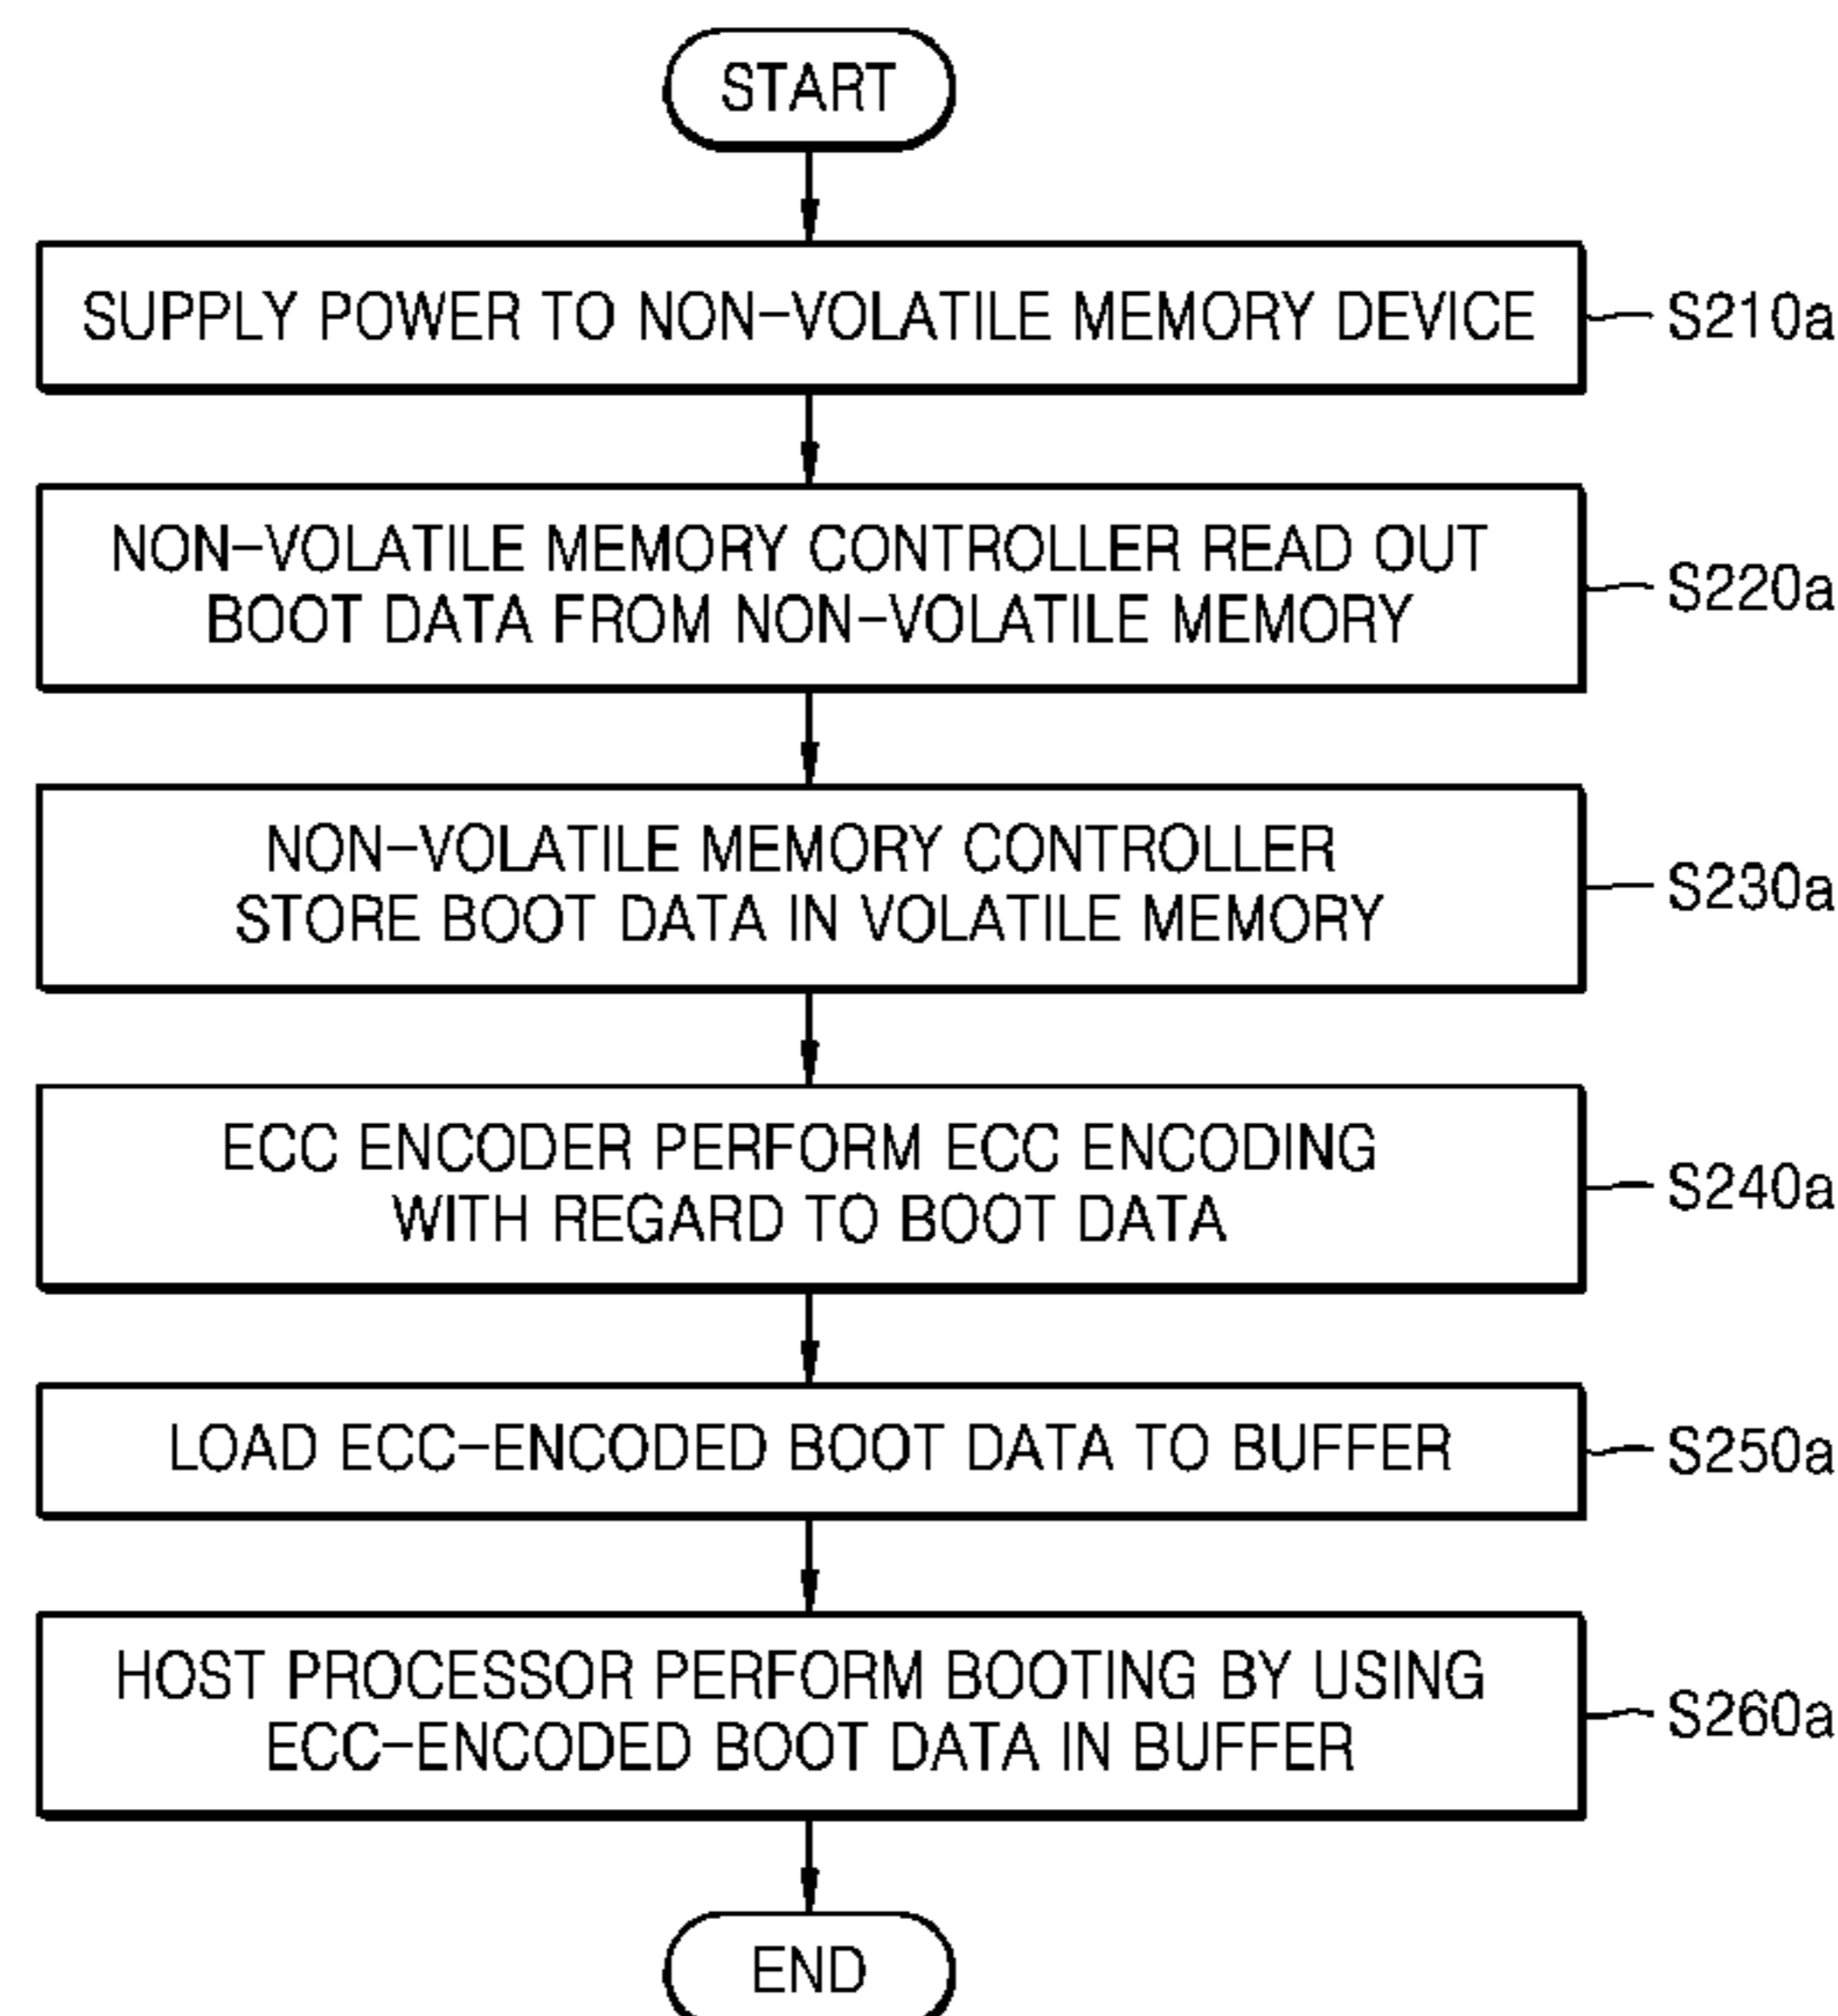 START
SUPPLY POWER TO NON-VOLATILE MEMORY DEVICE
S210a
NON-VOLATILE MEMORY CONTROLLER READ OUT
BOOT DATA FROM NON-VOLATILE MEMORY
S220a
NON-VOLATILE MEMORY CONTROLLER
STORE BOOT DATA IN VOLATILE MEMORY
S230a
ECC ENCODER PERFORM ECC ENCODING
WITH REGARD TO BOOT DATA
S240a
LOAD ECC-ENCODED BOOT DATA TO BUFFER
S250a
HOST PROCESSOR PERFORM BOOTING BY USING
ECC-ENCODED BOOT DATA IN BUFFER
S260a
END